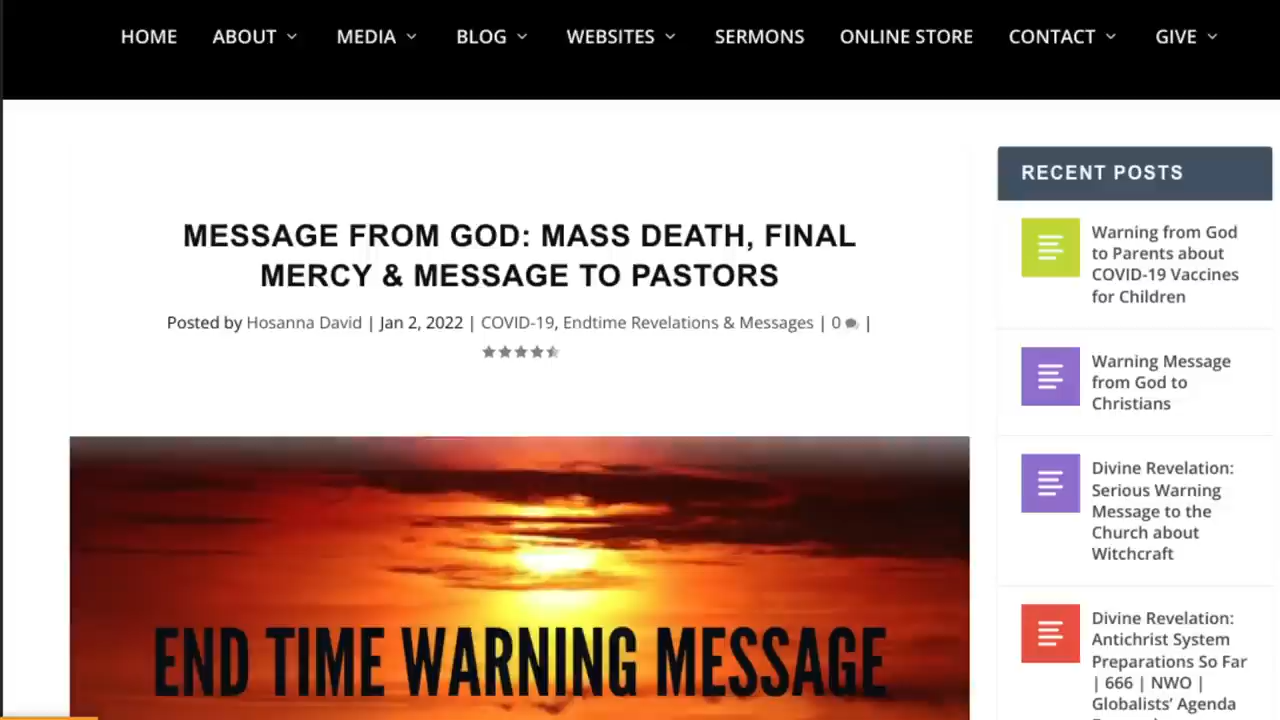 HOME ABOUT MEDIA BLOG WEBSITES SERMONS ONLINE STORE CONTACT GIVE
MESSAGE FROM GOD: MASS DEATH, FINAL
MERCY & MESSAGE TO PASTORS
Posted by Hosanna David | Jan 2, 2022 | COVID-19, Endtime Revelations & Messages | 0 |
END TIME WARNING MESSAGE
RECENT POSTS
Warning from God
to Parents about
COVID-19 Vaccines
for Children
Warning Message
from God to
Christians
Divine Revelation:
Serious Warning
Message to the
Church about
Witchcraft
Divine Revelation:
Antichrist System
Preparations So Far
| 666 | NWO |
Globalists’ Agenda